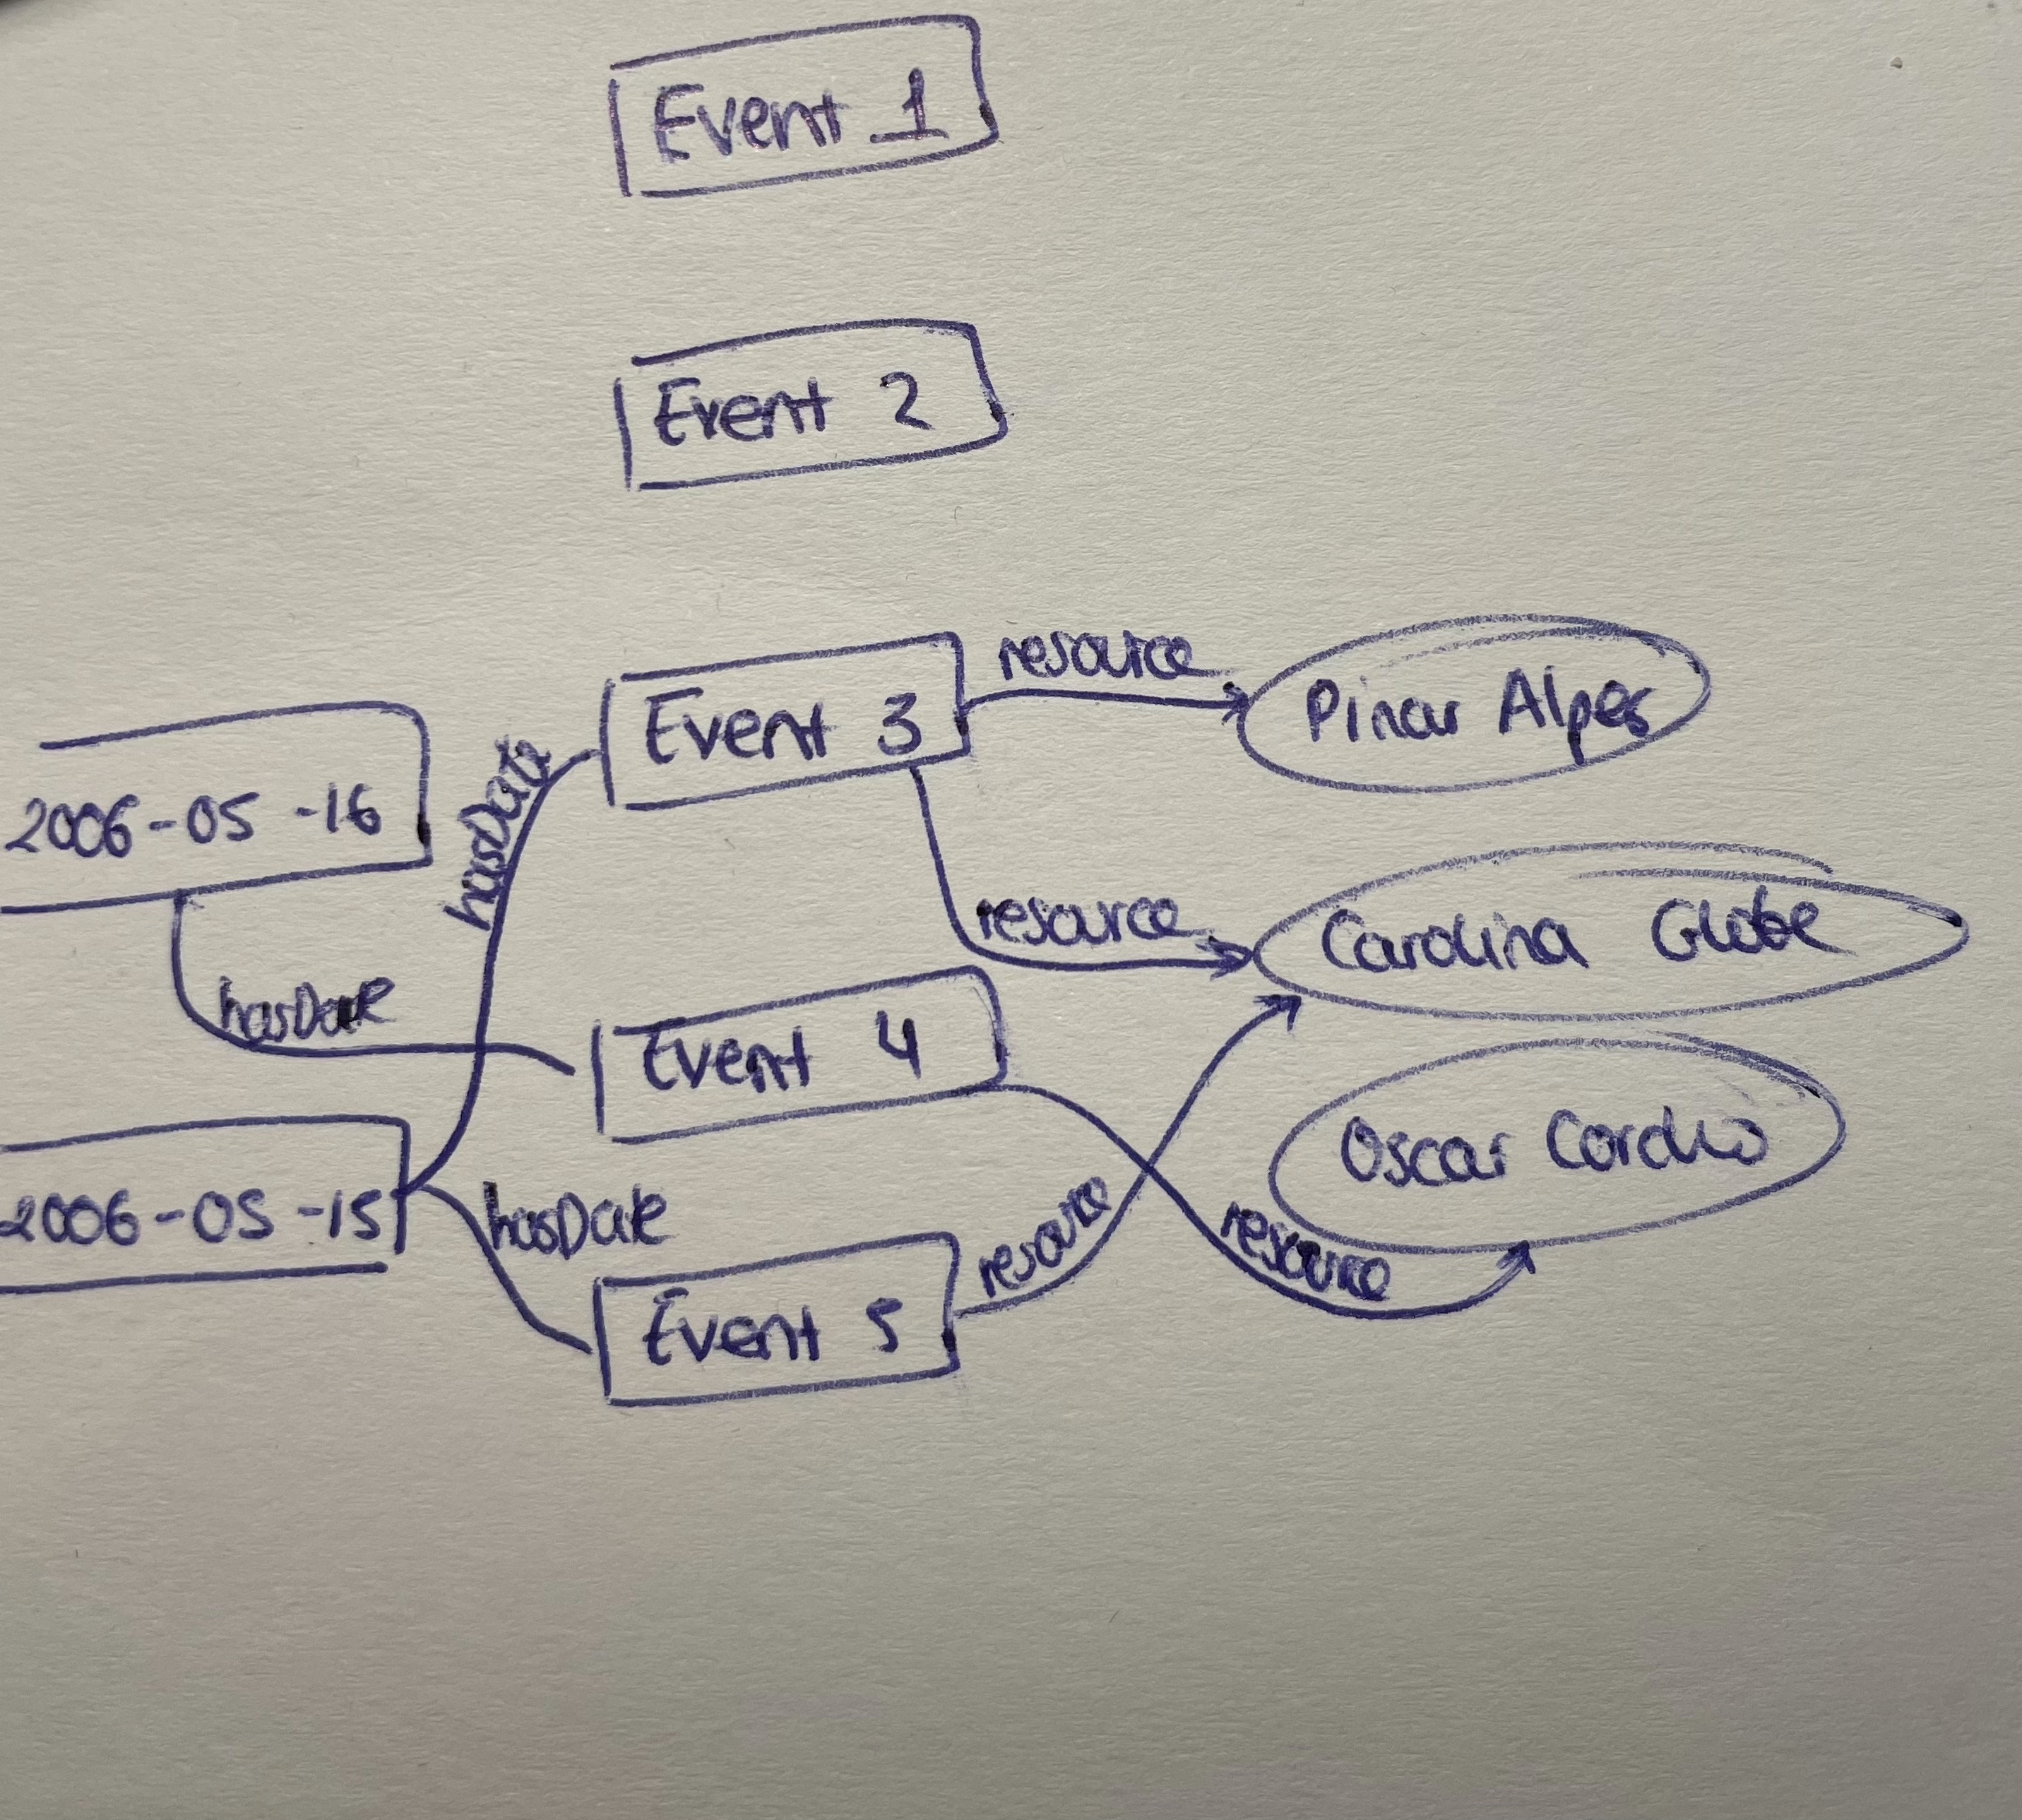 Event 1
Event 2
resource
Event 3
Pinar Alper
hasDate
2006-05-16
resource
Carolina Globe
hasDate
Event 4
Oscar
2006-05-15
hasDate
resource
resource
Event 5